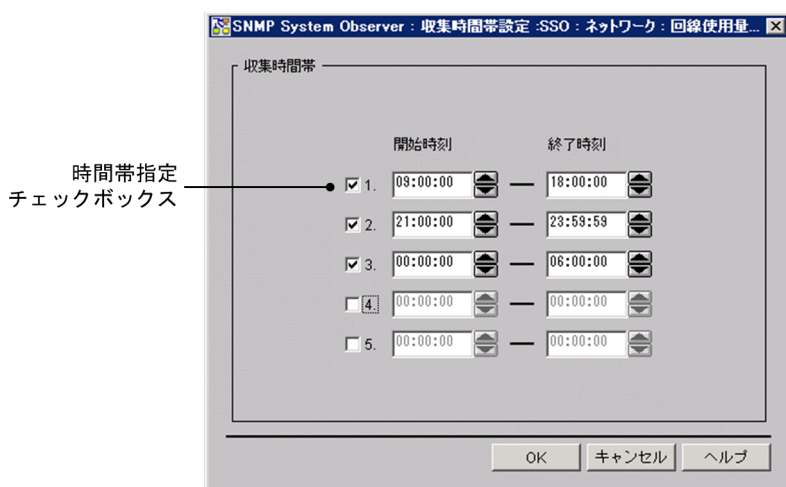 SNMP System Observer：収集時間帯設定 :SSO：ネットワーク：回線使用量...
収集時間帯
開始時刻 終了時刻
時間帯指定
チェックボックス
1. 09:00:00 — 18:00:00
2. 21:00:00 — 23:59:59
3. 00:00:00 — 06:00:00
4. 00:00:00 — 00:00:00
5. 00:00:00 — 00:00:00
OK キャンセル ヘルプ